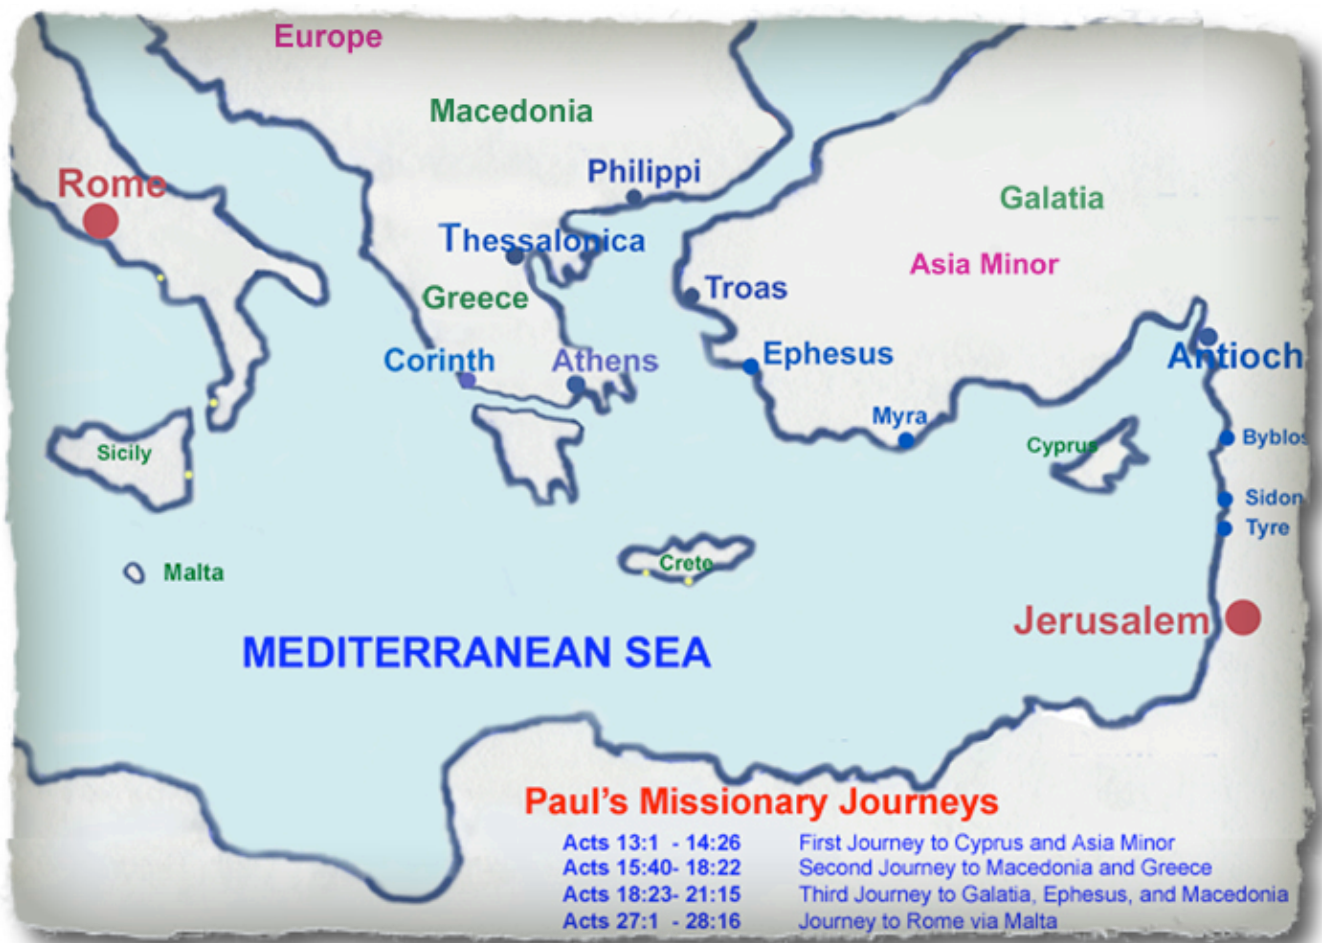 Europe
Macedonia
Philippi
Rome
Galatia
Thessalonica
Asia Minor
Troas
Greece
Corinth
Athens
Ephesus
Antioch
Myra
Byblos
Sicily
Cyprus
Sidon
Tyre
Malta
Crete
Jerusalem
MEDITERRANEAN SEA
Paul's Missionary Journeys
Acts 13:1 - 14:26 First Journey to Cyprus and Asia Minor
Acts 15:40- 18:22 Second Journey to Macedonia and Greece
Acts 18:23- 21:15 Third Journey to Galatia, Ephesus, and Macedonia
Acts 27:1 - 28:16 Journey to Rome via Malta